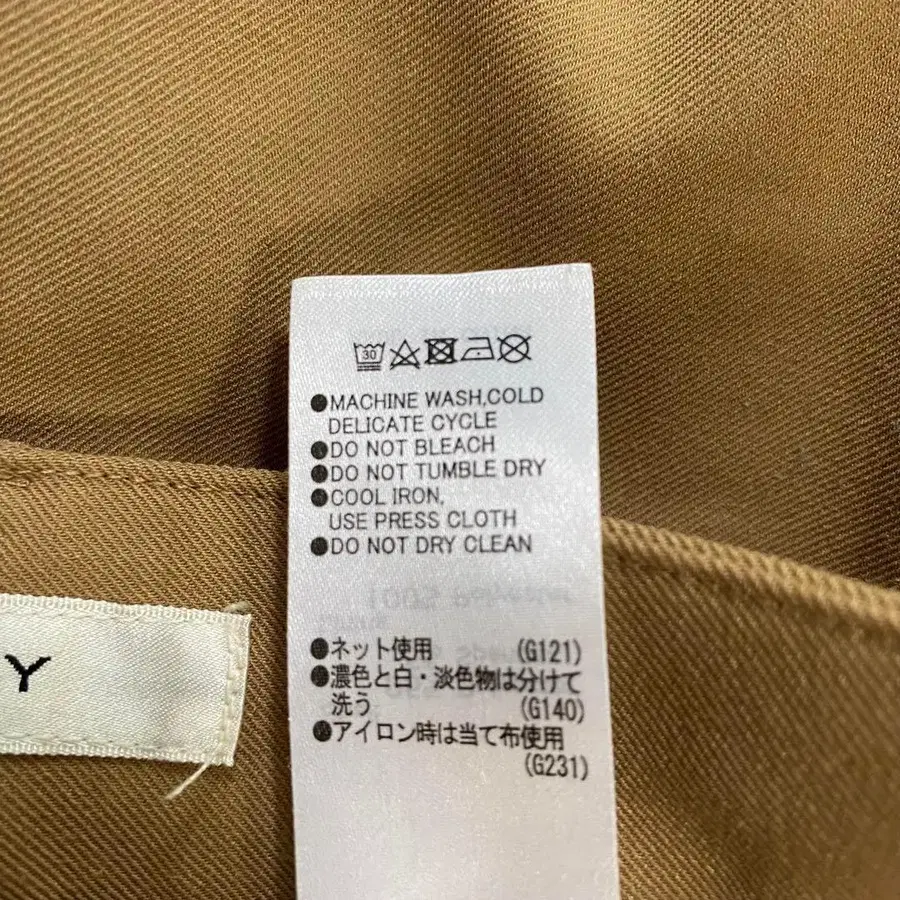 30
●MACHINE WASH,COLD
DELICATE CYCLE
●DO NOT BLEACH
●DO NOT TUMBLE DRY
●COOL IRON,
USE PRESS CLOTH
●DO NOT DRY CLEAN
●ネット使用 (G121)
●濃色と白・淡色物は分けて
洗う (G140)
●アイロン時は当て布使用
(G231)
Y